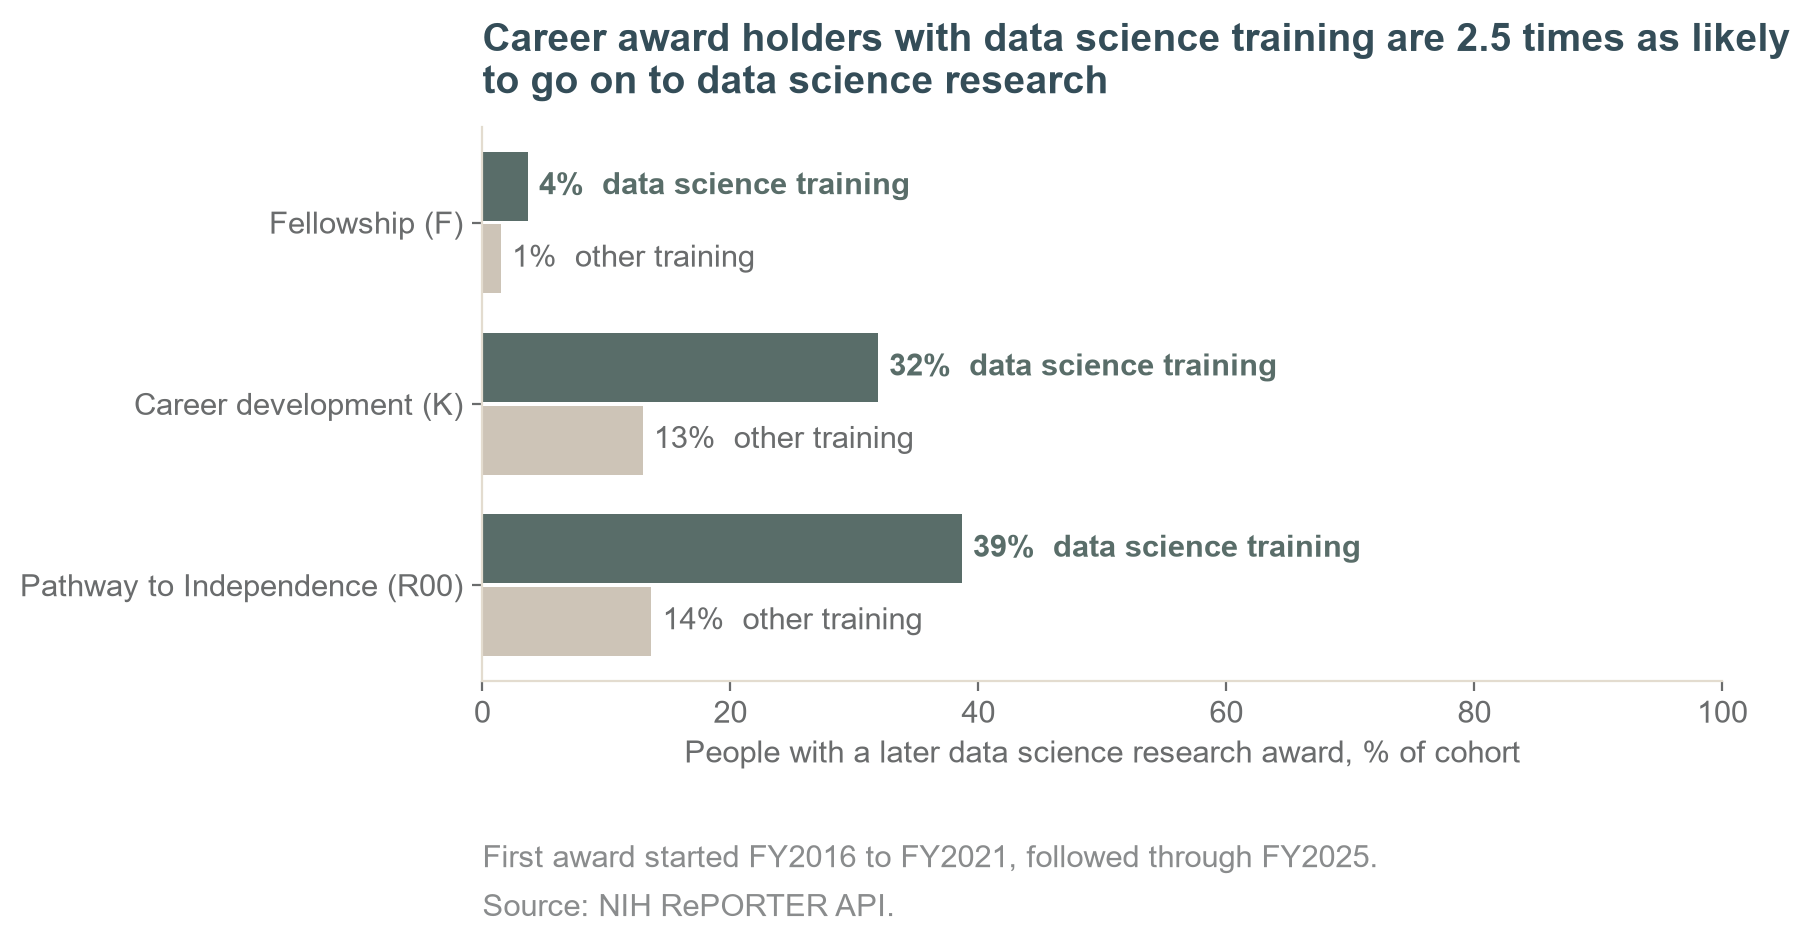 Career award holders with data science training are 2.5 times as likely
to go on to data science research
Fellowship (F)
4% data science training
1% other training
Career development (K)
32% data science training
13% other training
Pathway to Independence (R00)
39% data science training
14% other training
0 20 40 60 80 100
People with a later data science research award, % of cohort
First award started FY2016 to FY2021, followed through FY2025.
Source: NIH RePORTER API.